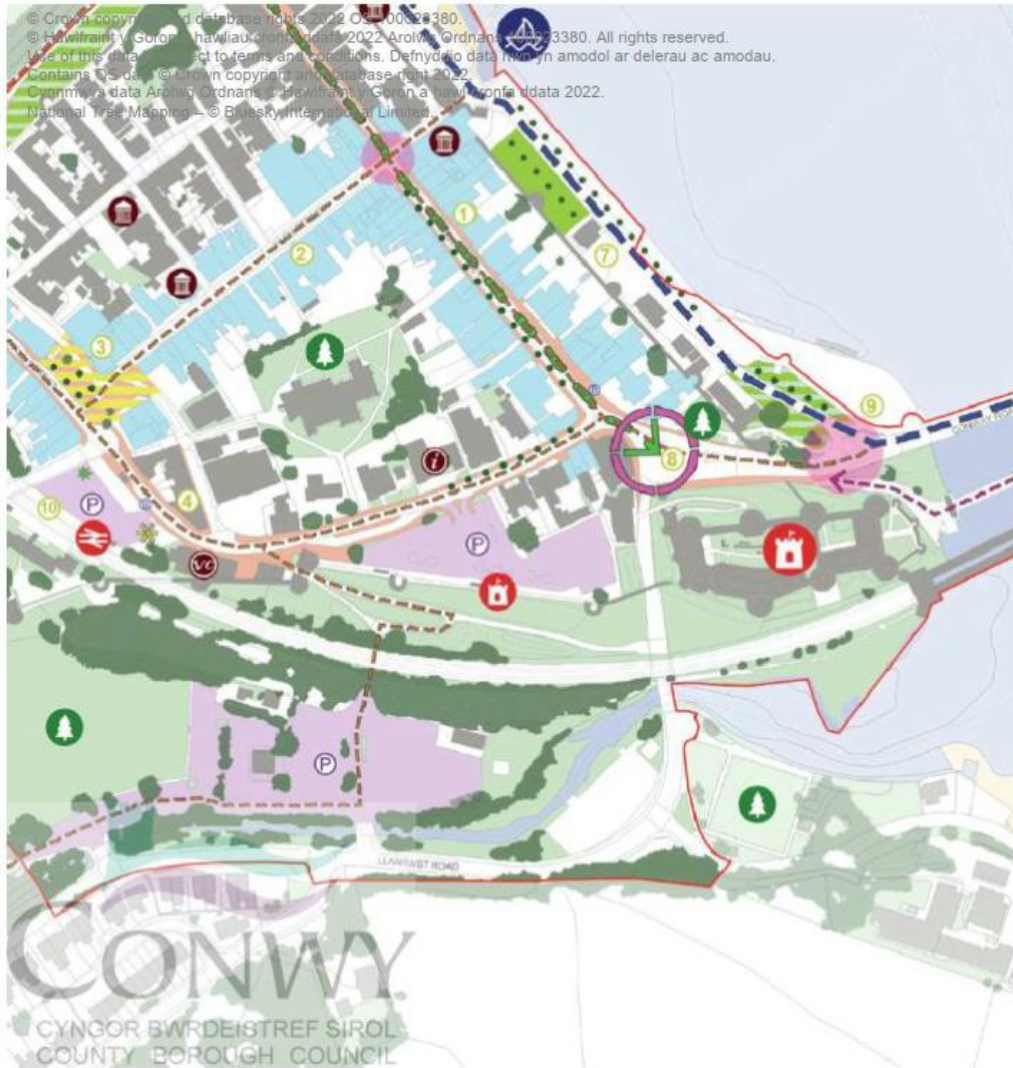 © Crown copyright and database rights 2022 OS
© Hawlfraint y Goron a hawliau cronfa ddata 2022 Arolwg Ordnans 100023380. All rights reserved.
Use of this data is subject to terms and conditions. Defnyddio data hwn yn amodol ar delerau ac amodau.
Contains OS data © Crown copyright and database right 2022.
Cynnwys data Arolwg Ordnans © Hawlfraint y Goron a hawl cronfa ddata 2022.
National Tree Mapping – © Bluesky International Limited.
1
2
7
3
9
CONWAY ROAD
i
8
10
P
4
P
VC
P
LLANRWST ROAD
CONWY
CYNGOR BWRDEISTREF SIROL
COUNTY BOROUGH COUNCIL